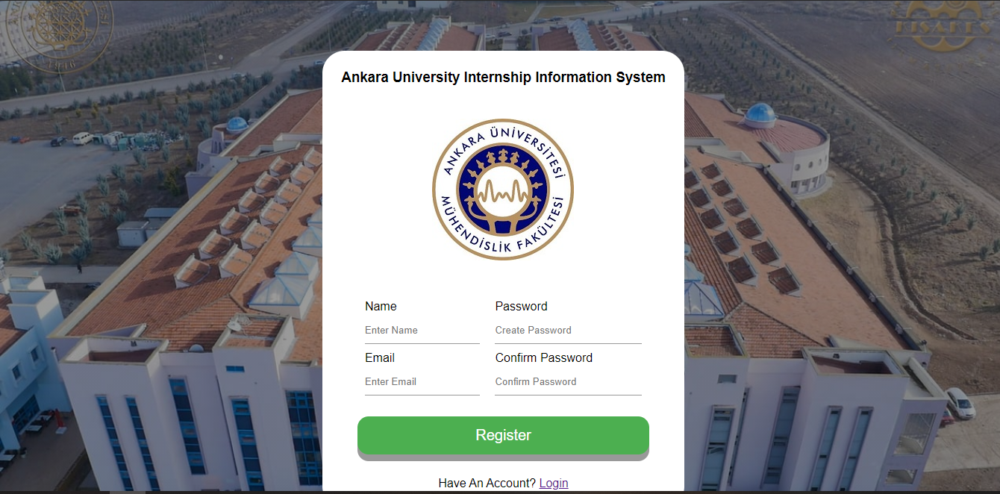 Ankara University Internship Information System
ANKARA ÜNİVERSİTESİ
MÜHENDİSLİK FAKÜLTESİ
Name
Password
Enter Name
Create Password
Email
Confirm Password
Enter Email
Confirm Password
Register
Have An Account? Login
1946